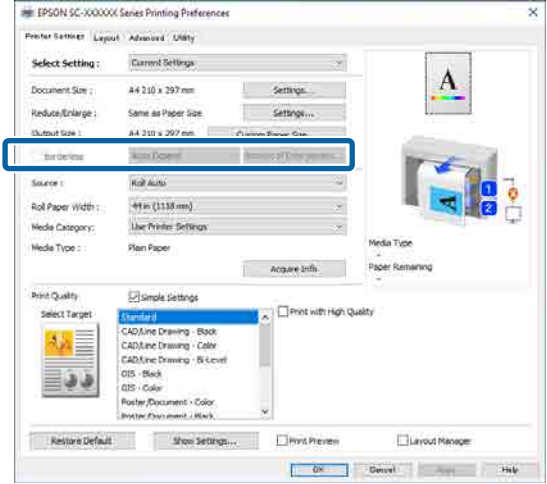 EPSON SC-XXXXXX Series Printing Preferences
Printer Settings Layout Advanced Utility
Select Setting : Current Settings
Document Size : A4 210 x 297 mm Settings...
Reduce/Enlarge : Same as Paper Size Settings...
Output Size : A4 210 x 297 mm Custom Paper Size...
Borderless Auto Expand Amount of Enlargement...
Source : Roll Auto
Roll Paper Width : 44 in (1118 mm)
Media Category: Use Printer Settings
Media Type : Plain Paper
Acquire Info
A
1
2
Media Type
-
Paper Remaining
-
Print Quality Simple Settings
Select Target
Standard
CAD/Line Drawing - Black
CAD/Line Drawing - Color
CAD/Line Drawing - Bi-Level
GIS - Black
GIS - Color
Poster/Document - Color
Poster/Document - Black
Print with High Quality
Restore Default Show Settings... Print Preview Layout Manager
OK Cancel Apply Help